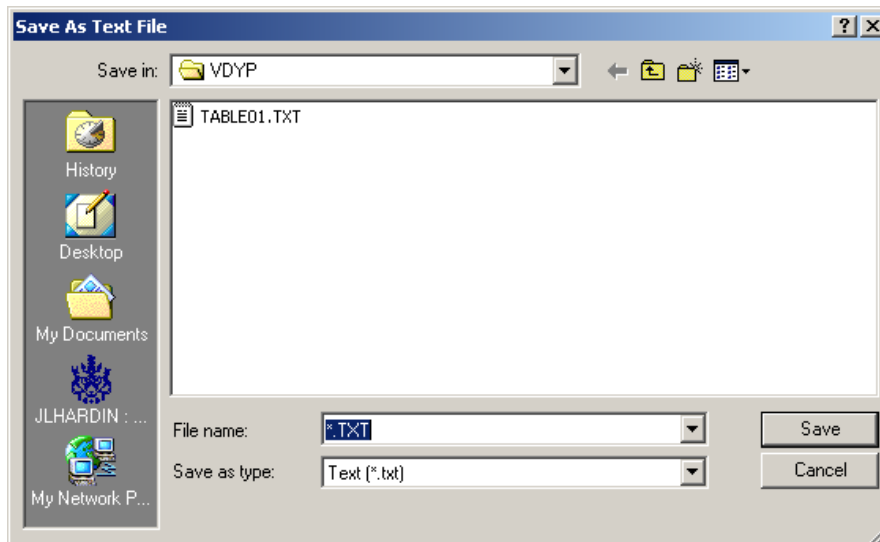 Save As Text File
Save in: VDYP
TABLE01.TXT
History
Desktop
My Documents
JLHARDIN : ...
My Network P...
File name: *.TXT Save
Save as type: Text (*.txt) Cancel